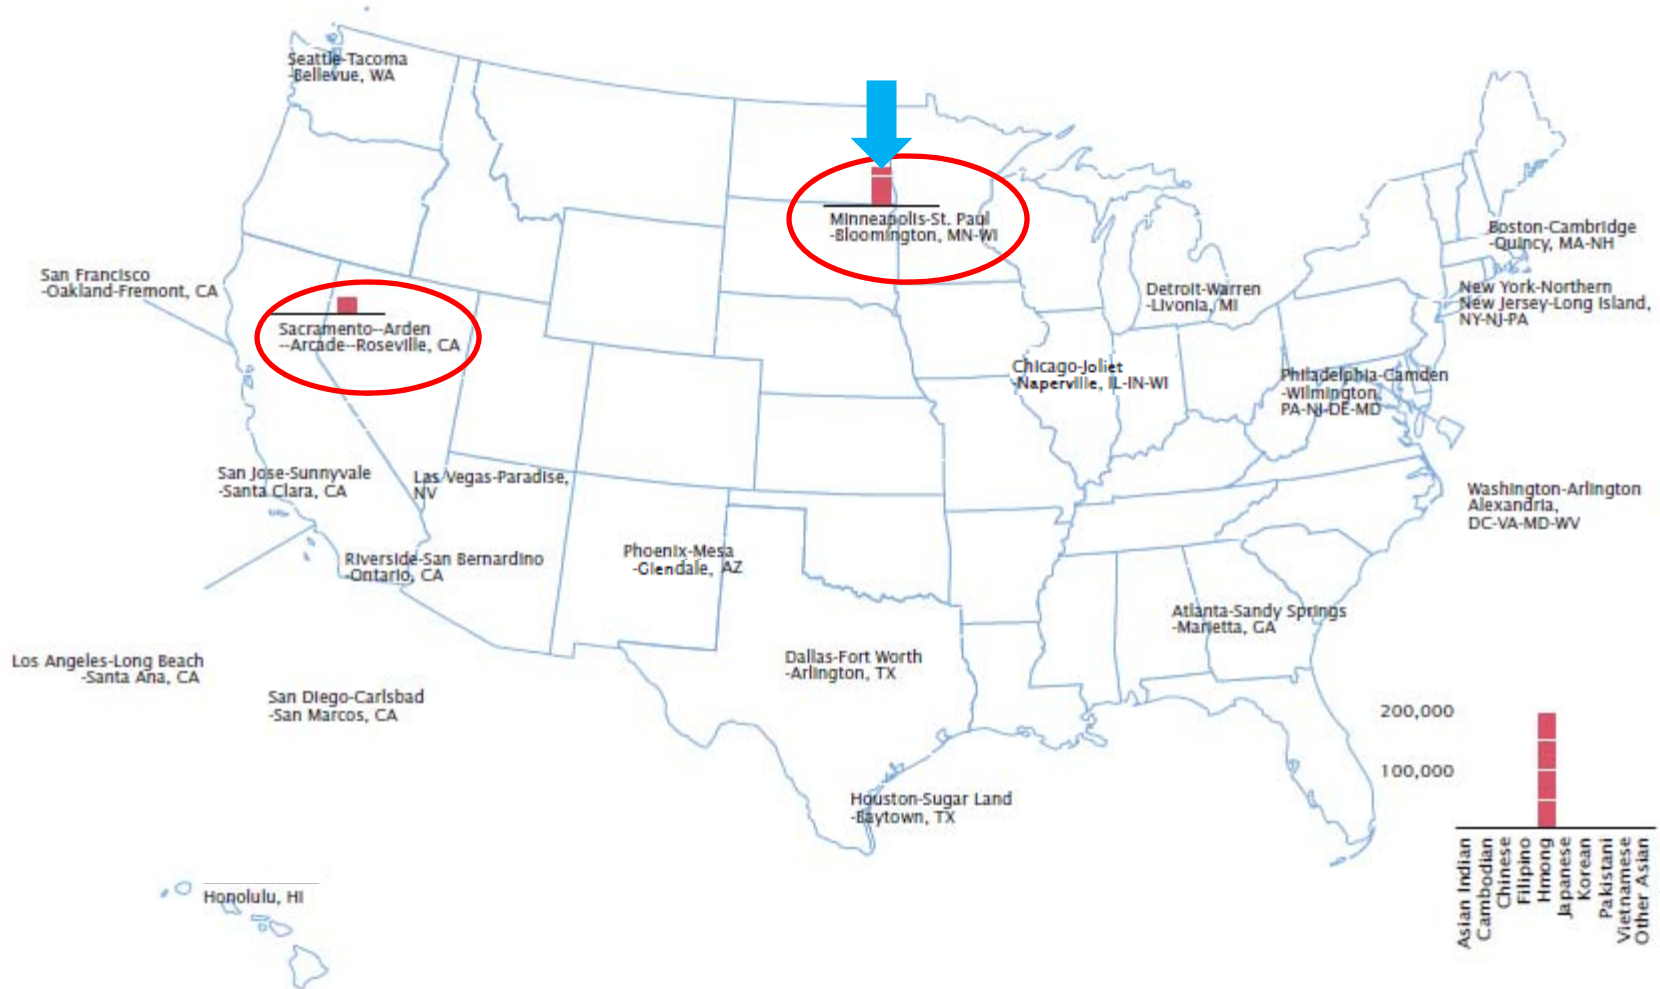 Seattle-Tacoma
-Bellevue, WA
Minneapolis-St. Paul
-Bloomington, MN-WI
Boston-Cambridge
-Quincy, MA-NH
San Francisco
-Oakland-Fremont, CA
Detroit-Warren
-Livonia, MI
New York-Northern
New Jersey-Long Island,
NY-NJ-PA
Sacramento--Arden
--Arcade--Roseville, CA
Chicago-Joliet
-Naperville, IL-IN-WI
Philadelphia-Camden
-Wilmington,
PA-NJ-DE-MD
San Jose-Sunnyvale
-Santa Clara, CA
Las Vegas-Paradise,
NV
Washington-Arlington
Alexandria,
DC-VA-MD-WV
Riverside-San Bernardino
-Ontario, CA
Phoenix-Mesa
-Glendale, AZ
Atlanta-Sandy Springs
-Marietta, GA
Los Angeles-Long Beach
-Santa Ana, CA
Dallas-Fort Worth
-Arlington, TX
San Diego-Carlsbad
-San Marcos, CA
Houston-Sugar Land
-Baytown, TX
Honolulu, HI
200,000
100,000
Asian Indian
Cambodian
Chinese
Filipino
Hmong
Japanese
Korean
Pakistani
Vietnamese
Other Asian